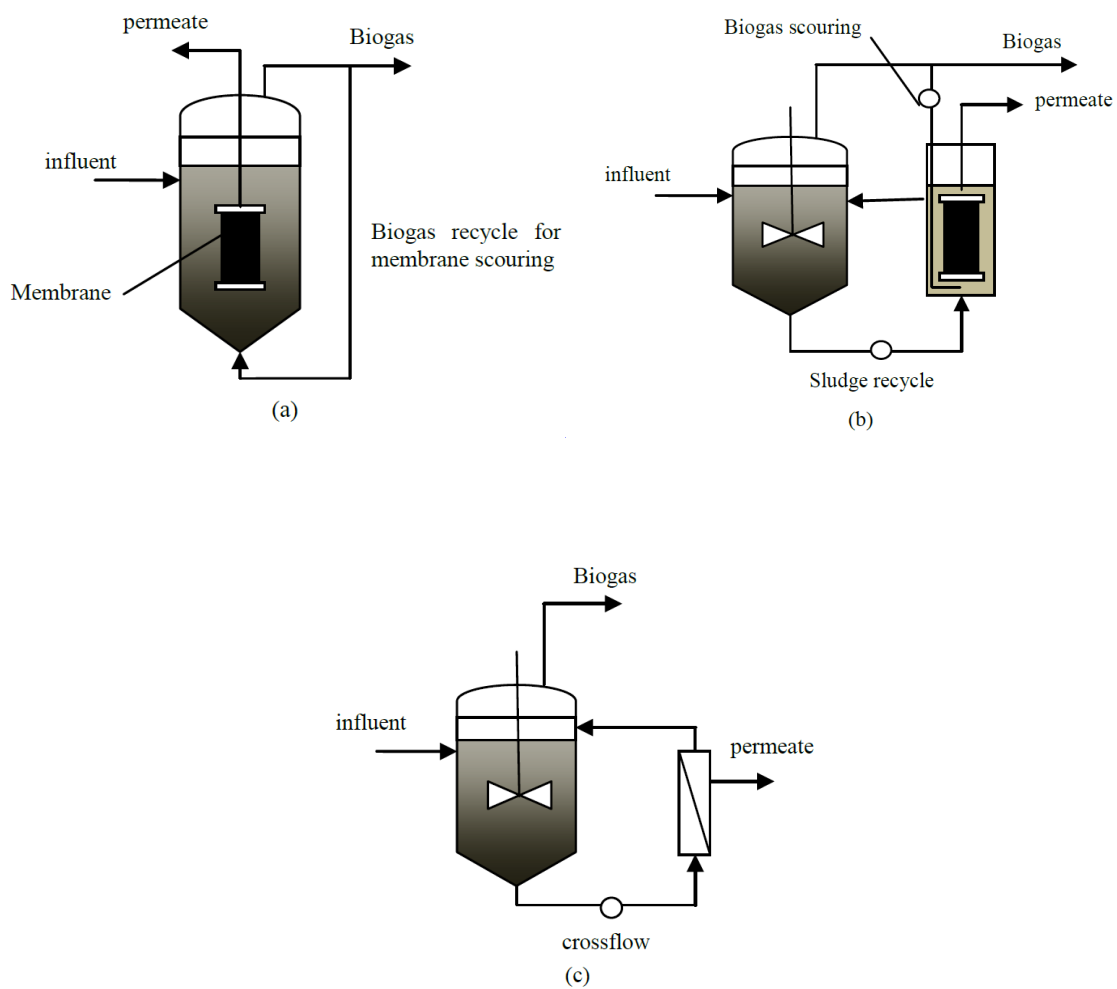 permeate
Biogas
influent
Biogas recycle for
membrane scouring
Membrane
(a)
Biogas scouring
Biogas
permeate
influent
Sludge recycle
(b)
Biogas
influent
permeate
crossflow
(c)